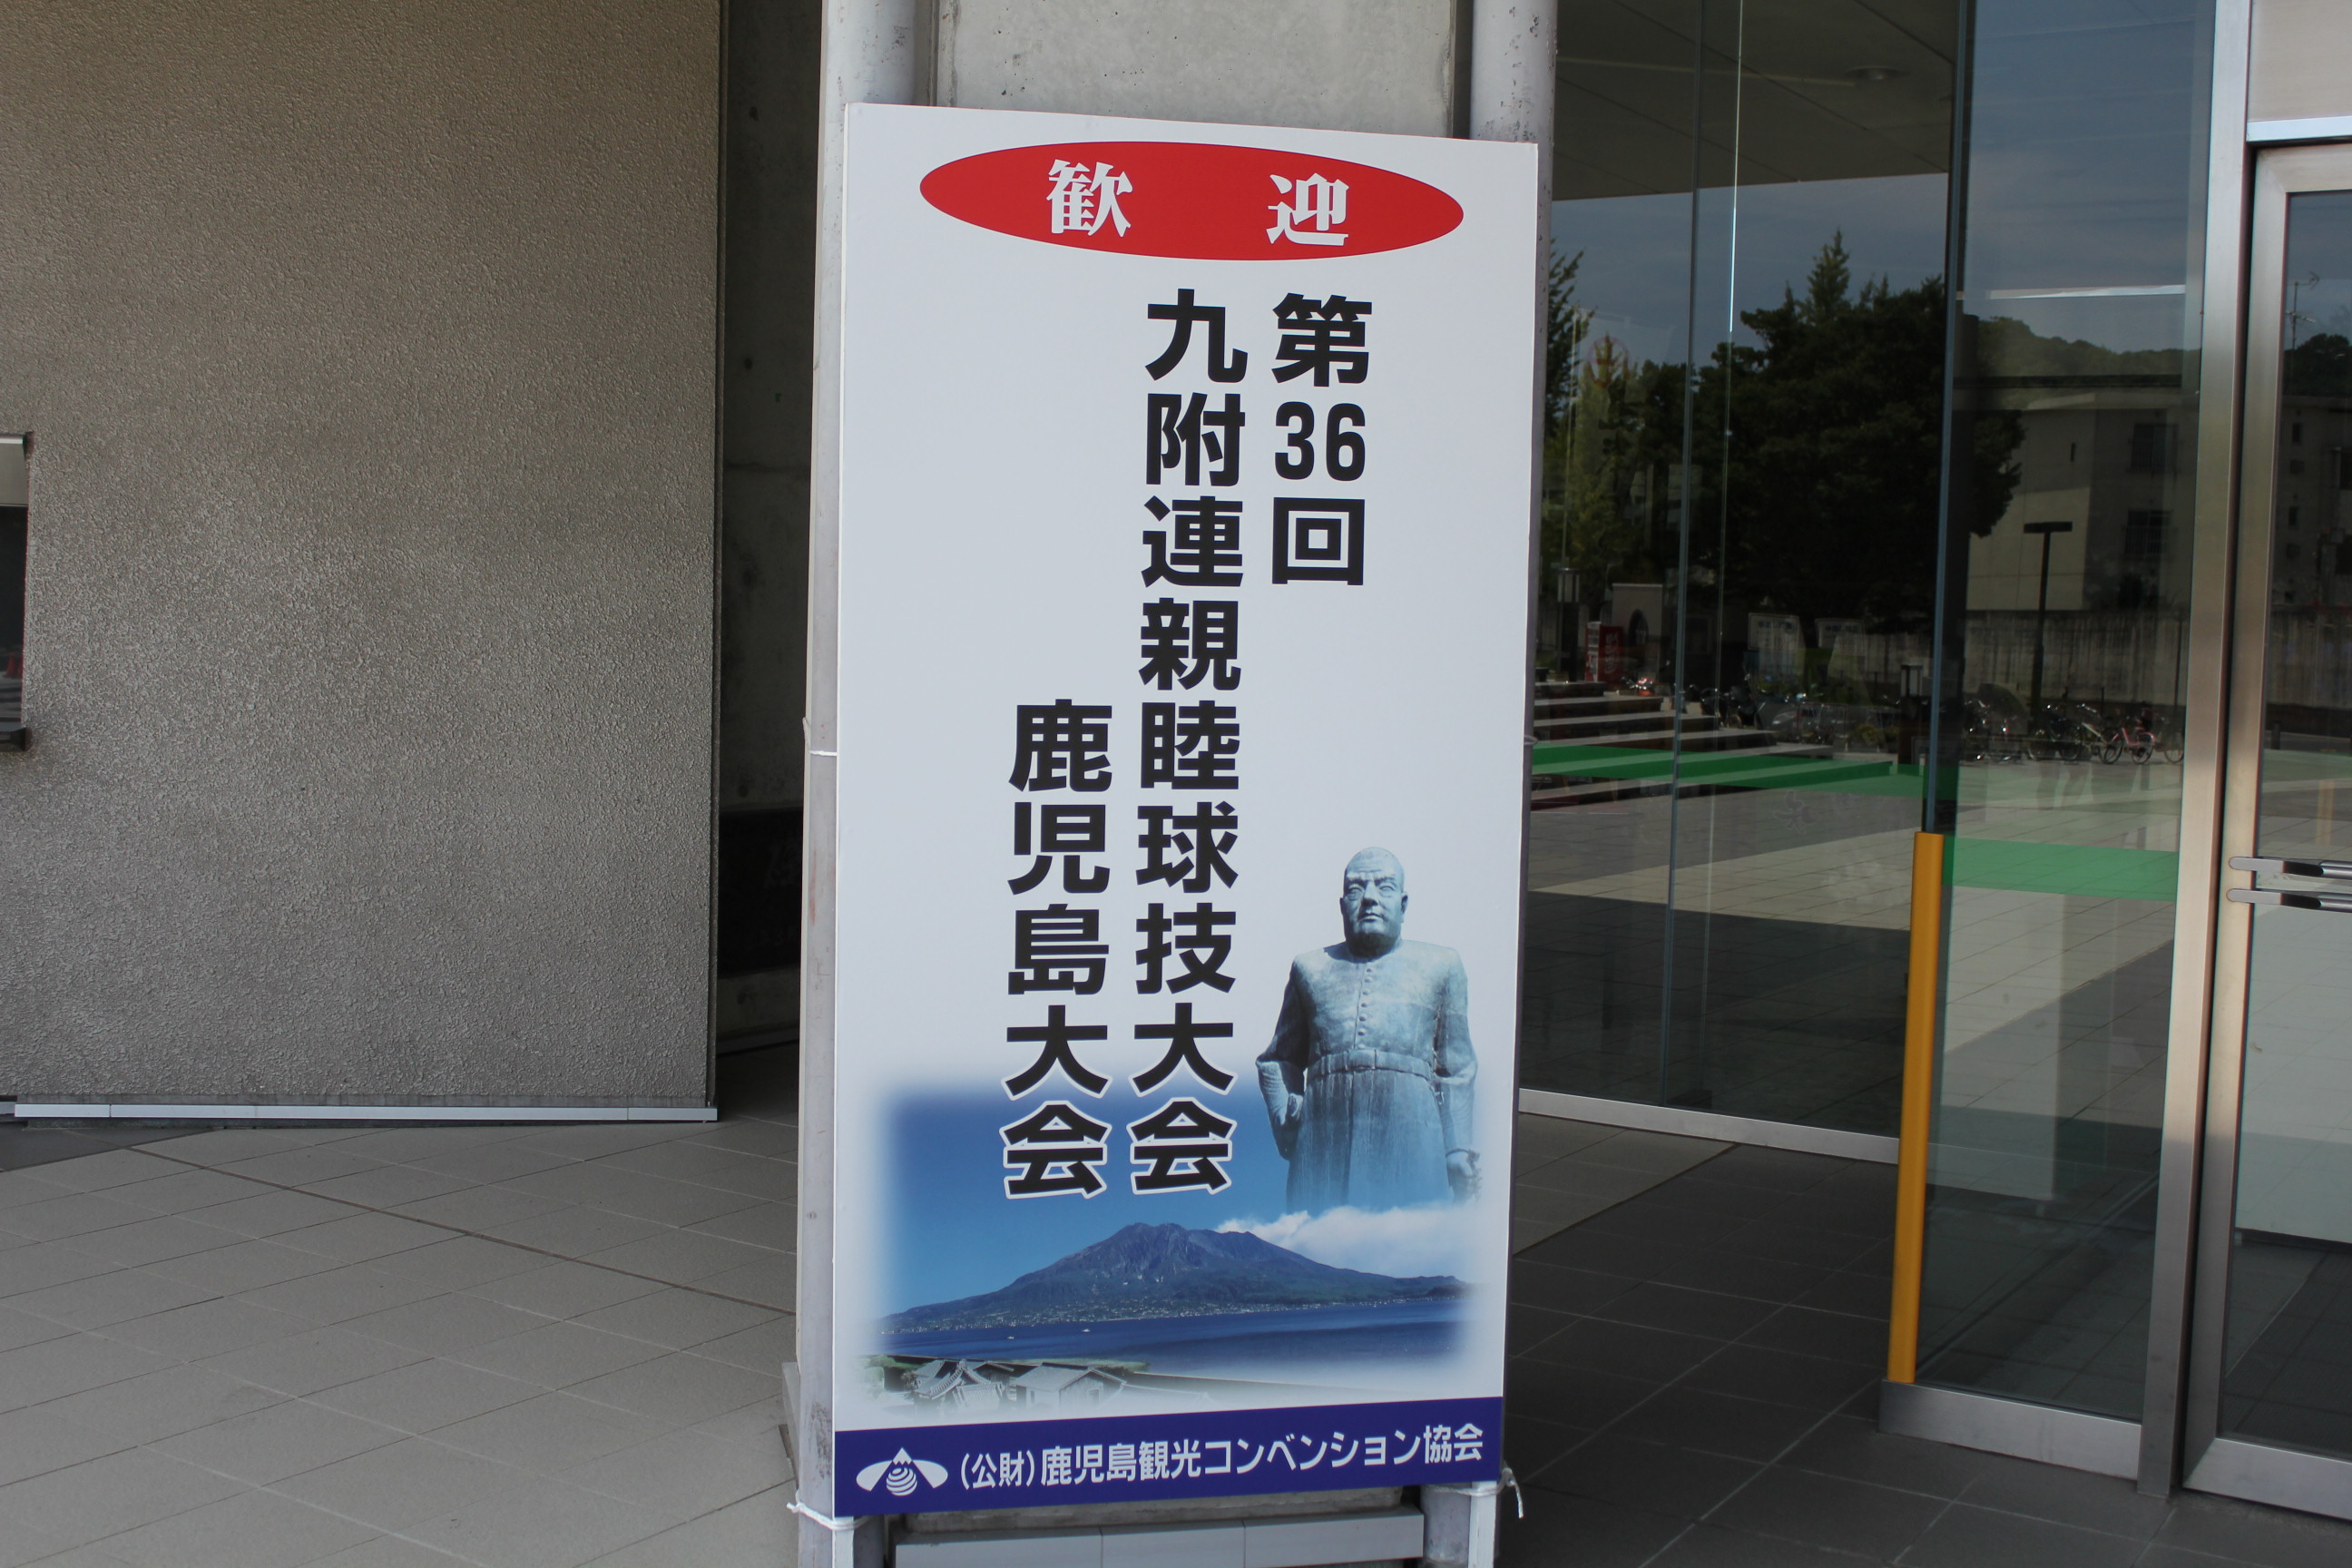 歓迎
第36回
九附連親睦球技大会
鹿児島大会
(公財)鹿児島観光コンベンション協会